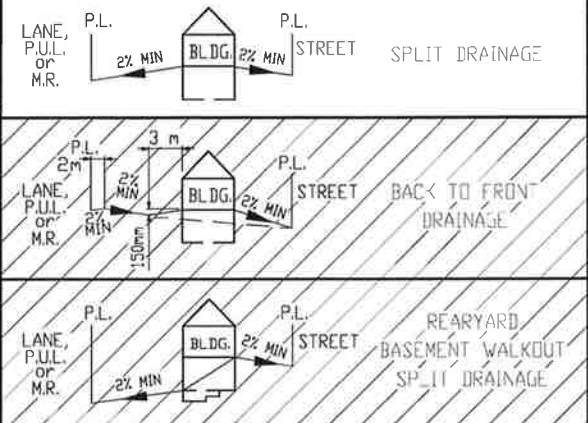 P.L.
P.L.
LANE,
P.U.L.
or
M.R.
2% MIN
BLDG.
2% MIN
STREET
SPLIT DRAINAGE
3 m
P.L.
2m
P.L.
LANE,
P.U.L.
or
M.R.
2%
MIN
2%
MIN
150mm
BLDG.
2% MIN
STREET
BACK TO FRONT
DRAINAGE
P.L.
P.L.
LANE,
P.U.L.
or
M.R.
2% MIN
BLDG.
2% MIN
STREET
REARYARD
BASEMENT WALKOUT
SPLIT DRAINAGE